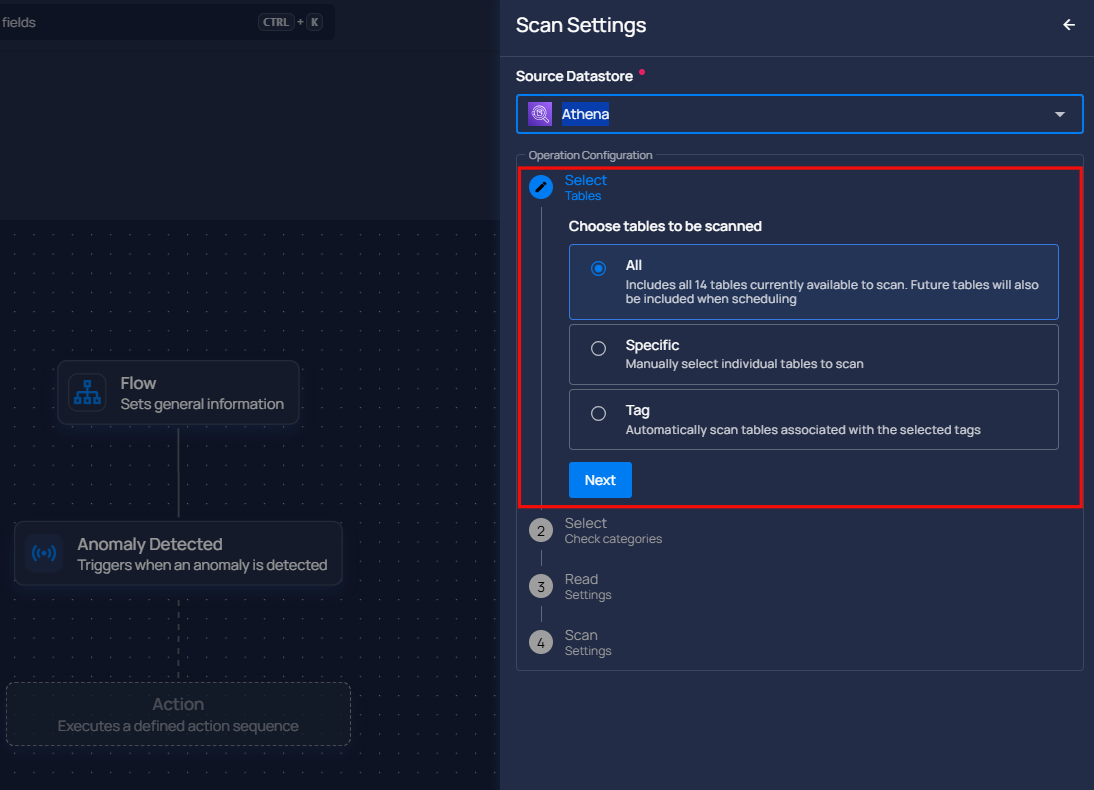 fields
CTRL + K
Flow
Sets general information
Anomaly Detected
Triggers when an anomaly is detected
Action
Executes a defined action sequence
Scan Settings
Source Datastore
Athena
Operation Configuration
Select
Tables
Choose tables to be scanned
All
Includes all 14 tables currently available to scan. Future tables will also
be included when scheduling
Specific
Manually select individual tables to scan
Tag
Automatically scan tables associated with the selected tags
Next
2
Select
Check categories
3
Read
Settings
4
Scan
Settings